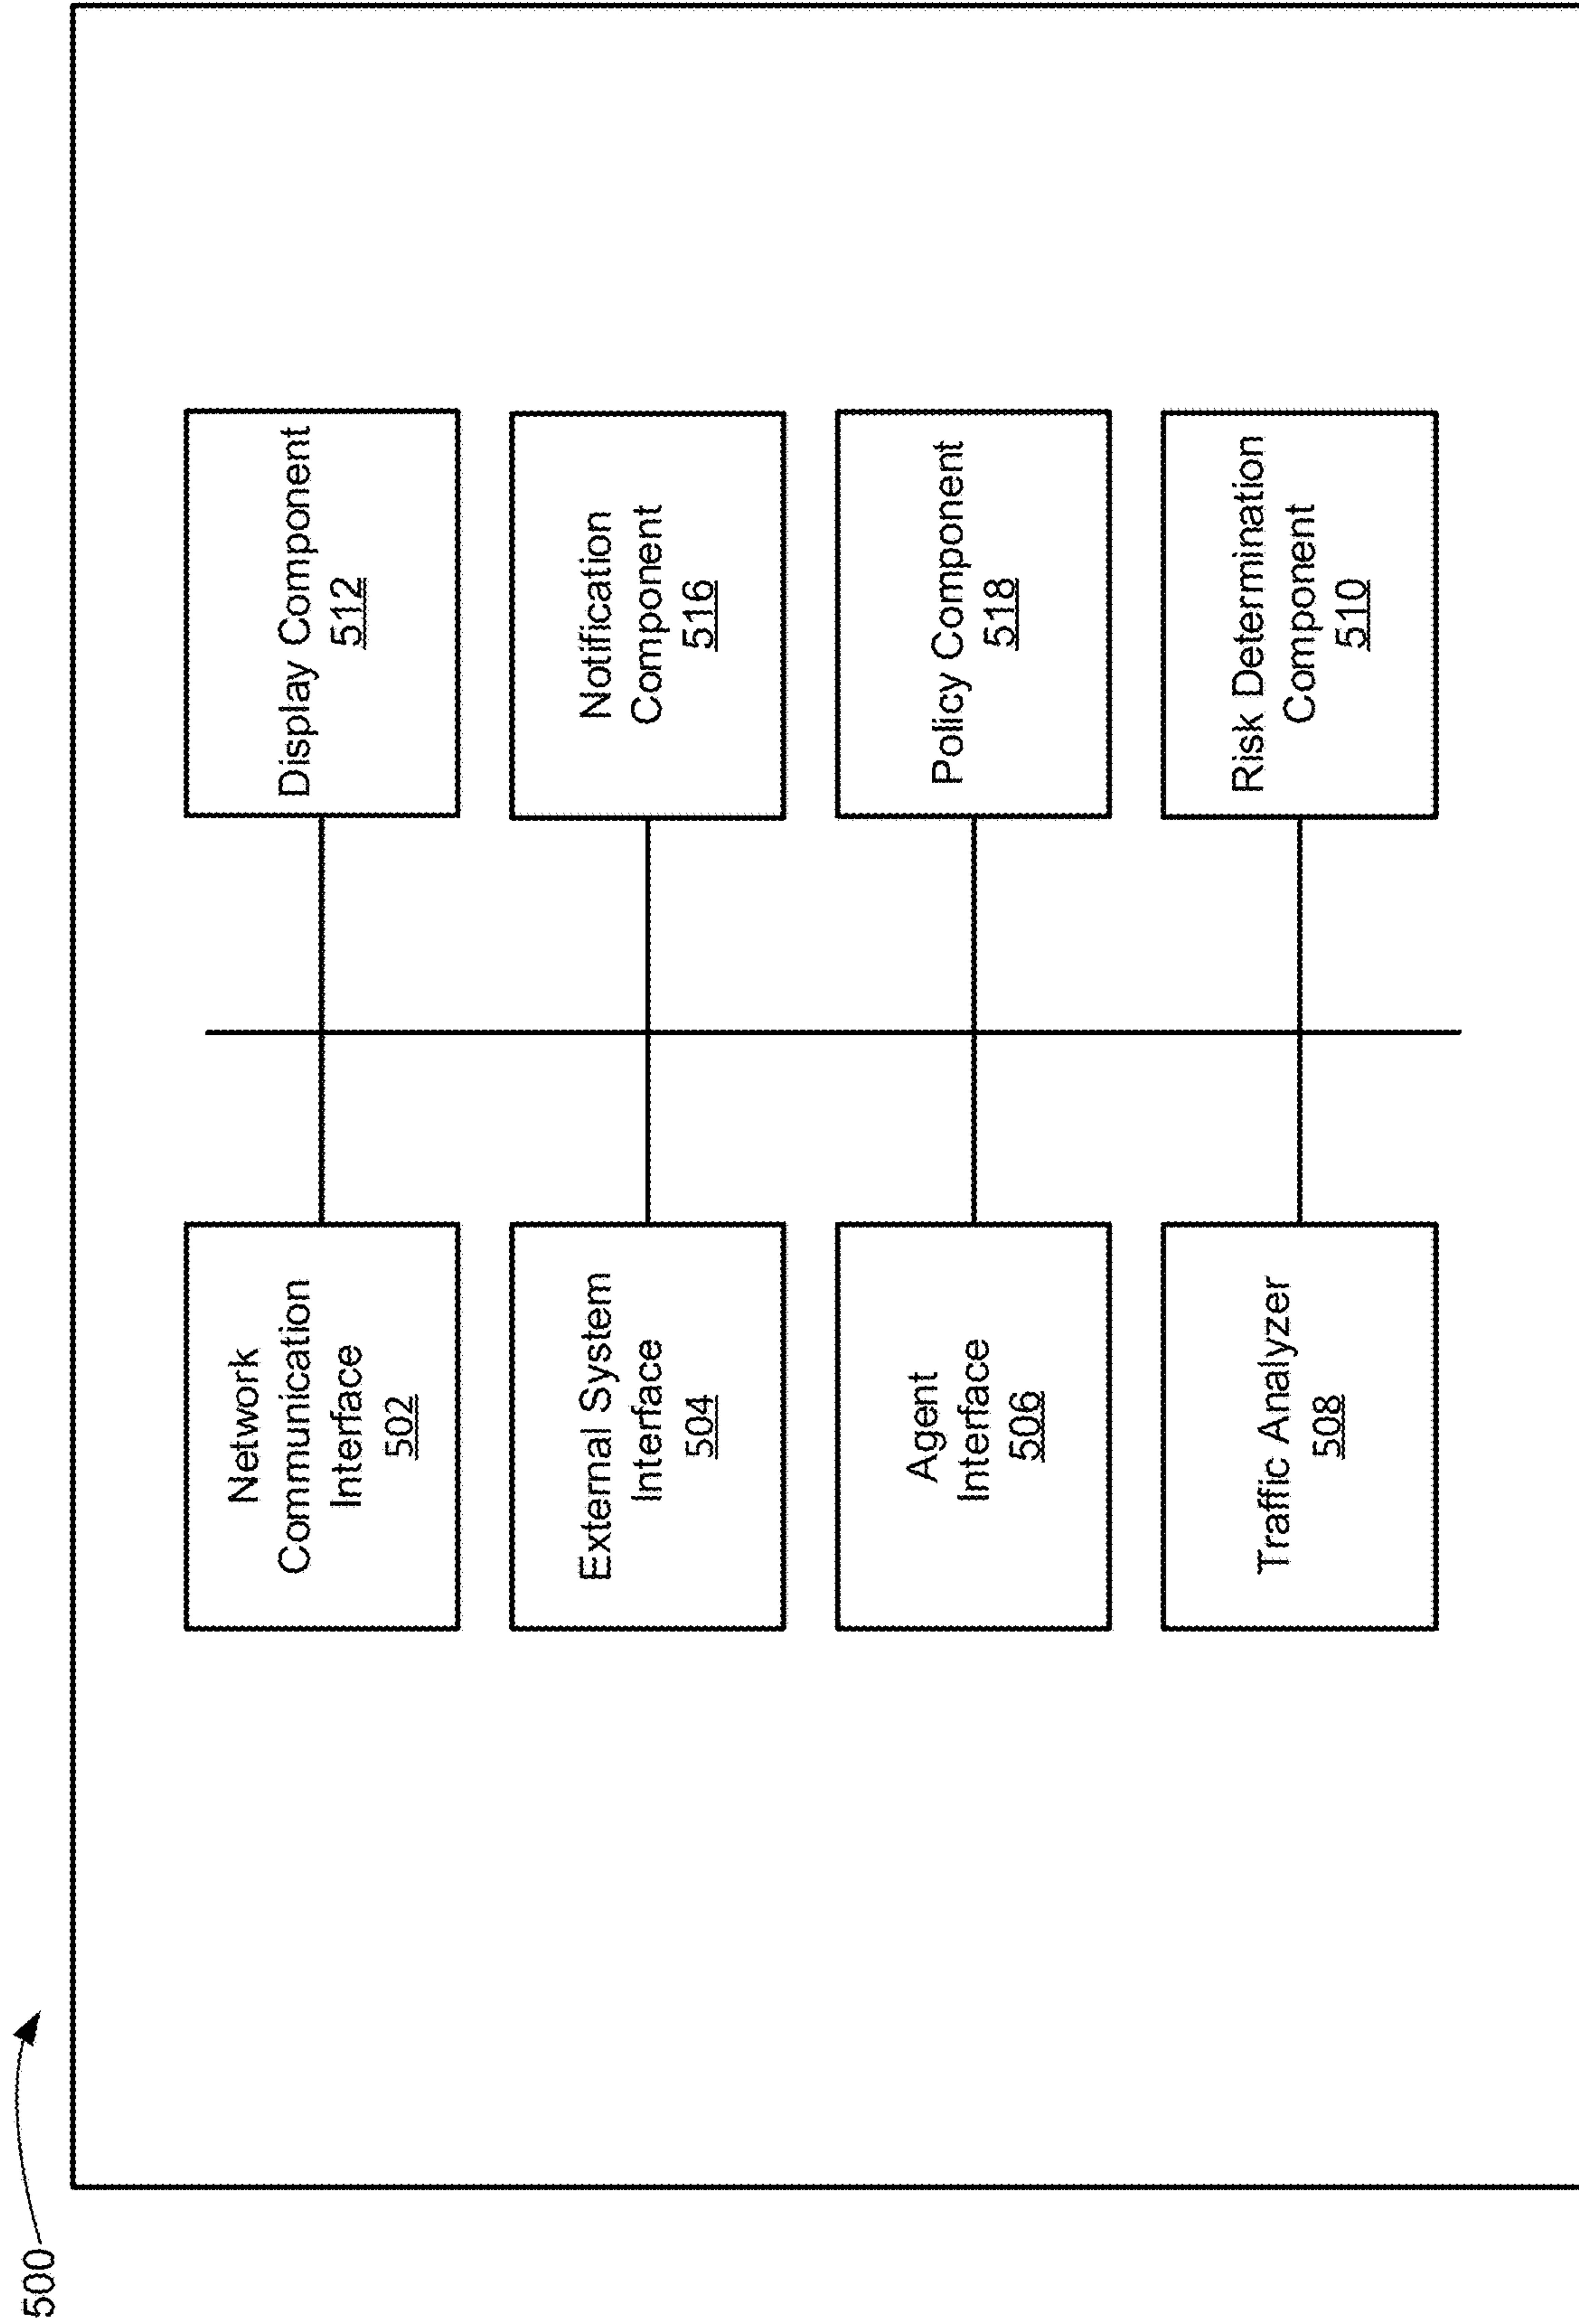 500
Network
Communication
Interface
502
Display Component
512
External System
Interface
504
Notification
Component
516
Agent
Interface
506
Policy Component
518
Traffic Analyzer
508
Risk Determination
Component
510